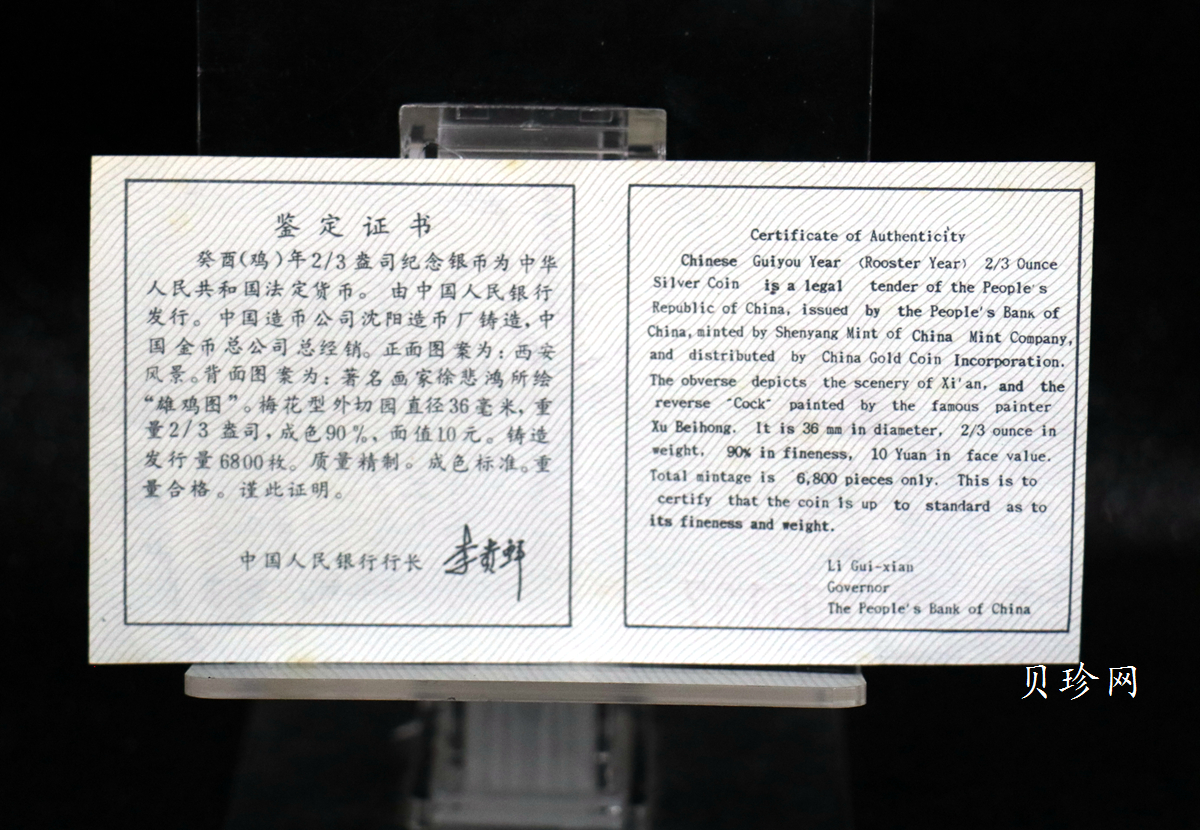 鉴定证书
癸酉(鸡)年2/3盎司纪念银币为中华
人民共和国法定货币。由中国人民银行
发行。中国造币公司沈阳造币厂铸造,中
国金币总公司总经销。正面图案为:西安
风景。背面图案为:著名画家徐悲鸿所绘
“雄鸡图”。梅花型外切园直径36毫米,重
量2/3盎司,成色90%、面值10元。铸造
发行量6800枚。质量精制。成色标准。重
量合格。谨此证明。
中国人民银行行长 李贵鲜
Certificate of Authenticity
Chinese Guiyou Year (Rooster Year) 2/3 Ounce
Silver Coin is a legal tender of the People's
Republic of China, issued by the People's Bank of
China, minted by Shenyang Mint of China Mint Company,
and distributed by China Gold Coin Incorporation.
The obverse depicts the scenery of Xi'an, and the
reverse "Cock" painted by the famous painter
Xu Beihong. It is 36 mm in diameter, 2/3 ounce in
weight, 90% in fineness, 10 Yuan in face value.
Total mintage is 6,800 pieces only. This is to
certify that the coin is up to standard as to
its fineness and weight.
Li Gui-xian
Governor
The People's Bank of China
贝珍网